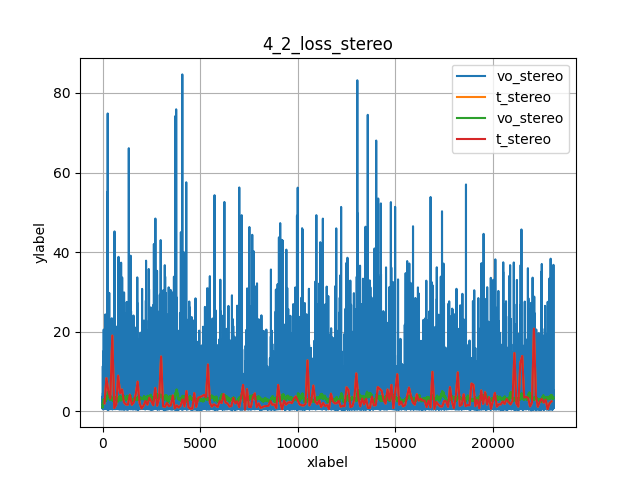 4_2_loss_stereo
vo_stereo
t_stereo
vo_stereo
t_stereo
ylabel
80
60
40
20
0
0 5000 10000 15000 20000
xlabel